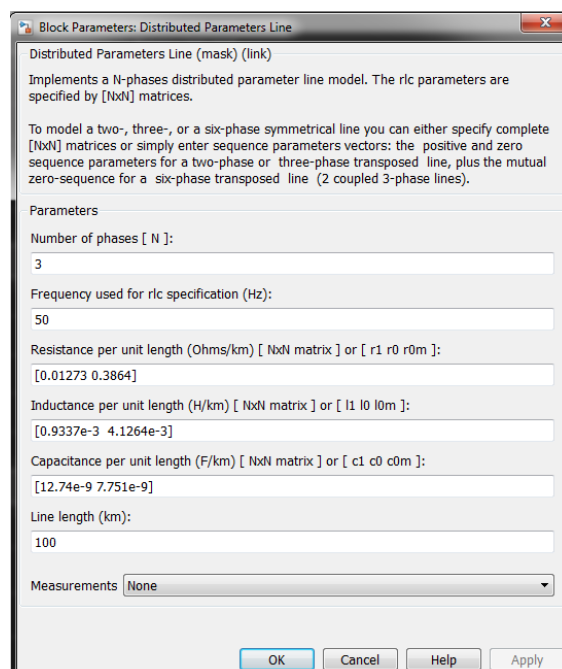 Block Parameters: Distributed Parameters Line
Distributed Parameters Line (mask) (link)
Implements a N-phases distributed parameter line model. The rlc parameters are
specified by [NxN] matrices.
To model a two-, three-, or a six-phase symmetrical line you can either specify complete
[NxN] matrices or simply enter sequence parameters vectors: the positive and zero
sequence parameters for a two-phase or three-phase transposed line, plus the mutual
zero-sequence for a six-phase transposed line (2 coupled 3-phase lines).
Parameters
Number of phases [ N ]:
3
Frequency used for rlc specification (Hz):
50
Resistance per unit length (Ohms/km) [ NxN matrix ] or [ r1 r0 r0m ]:
[0.01273 0.3864]
Inductance per unit length (H/km) [ NxN matrix ] or [ l1 l0 l0m ]:
[0.9337e-3 4.1264e-3]
Capacitance per unit length (F/km) [ NxN matrix ] or [ c1 c0 c0m ]:
[12.74e-9 7.751e-9]
Line length (km):
100
Measurements None
OK Cancel Help Apply